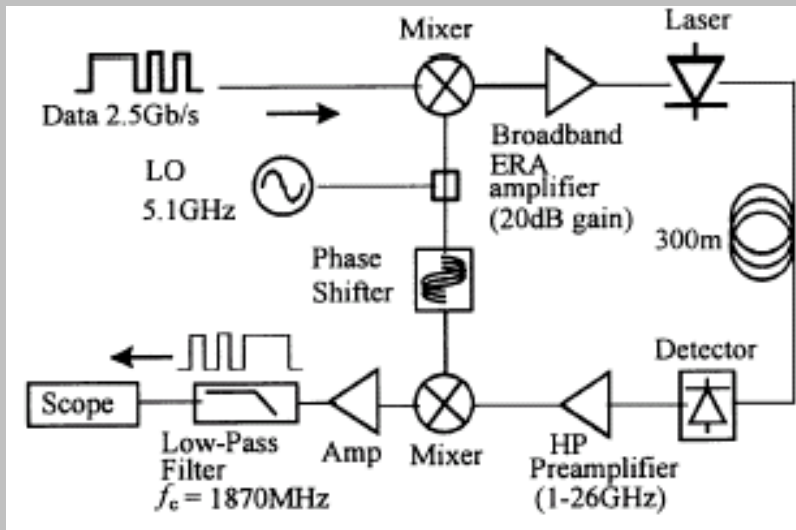 Mixer
Laser
Data 2.5Gb/s
Broadband
ERA
amplifier
(20dB gain)
LO
5.1GHz
300m
Phase
Shifter
Detector
Scope
Low-Pass
Filter
fc = 1870MHz
Amp
Mixer
HP
Preamplifier
(1-26GHz)